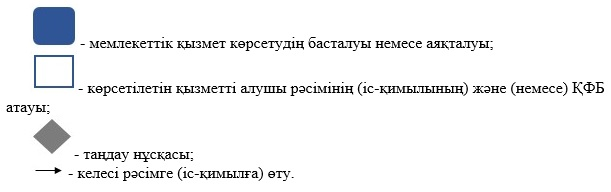 - мемлекеттік қызмет көрсетудің басталуы немесе аяқталуы;
- көрсетілетін қызметті алушы рәсімінің (іс-қимылының) және (немесе) ҚФБ
атауы;
- таңдау нұсқасы;
- келесі рәсімге (іс-қимылға) өту.